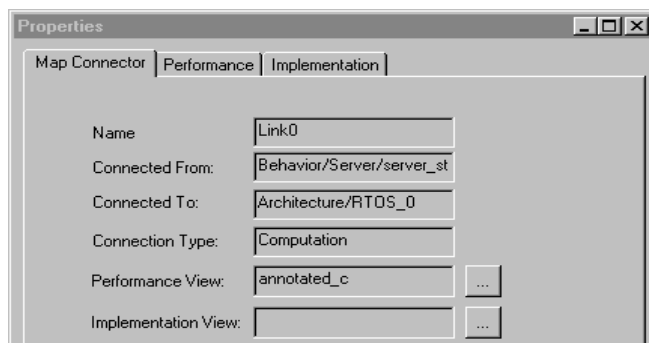 Properties
Map Connector Performance Implementation
Name Link0
Connected From: Behavior/Server/server_st
Connected To: Architecture/RTOS_0
Connection Type: Computation
Performance View: annotated_c ...
Implementation View: ...